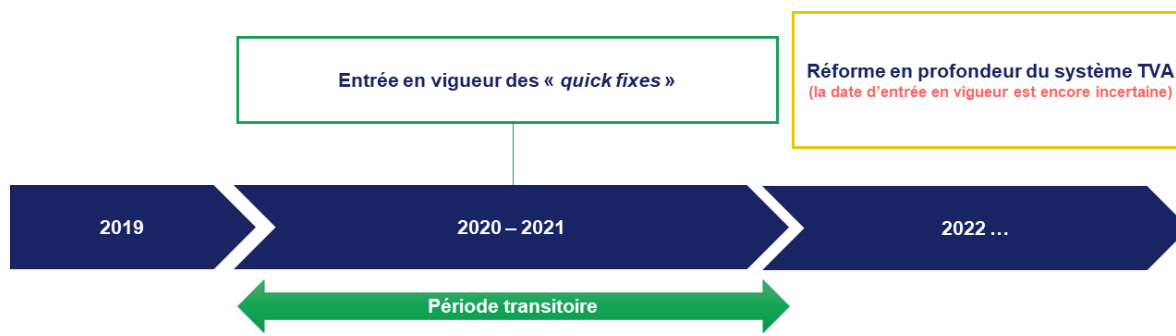 Entrée en vigueur des « quick fixes »
Réforme en profondeur du système TVA
(la date d’entrée en vigueur est encore incertaine)
2019
2020 – 2021
2022 ...
Période transitoire